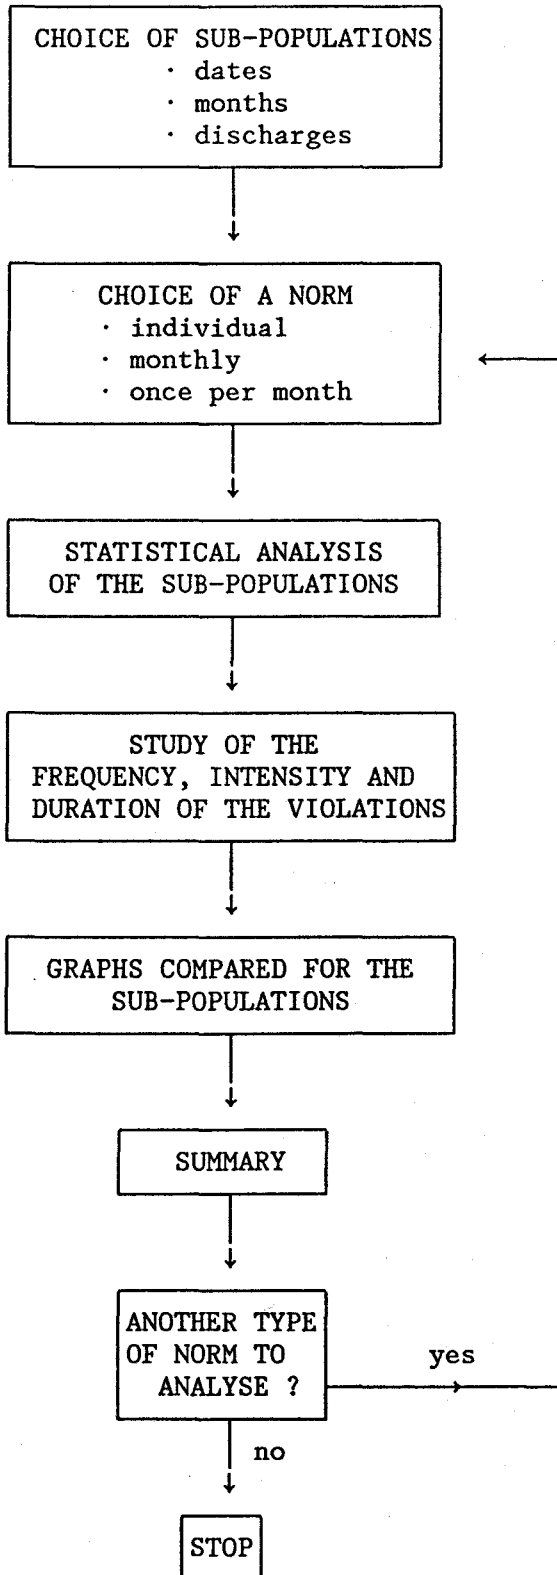 CHOICE OF SUB-POPULATIONS
· dates
· months
· discharges
CHOICE OF A NORM
· individual
· monthly
· once per month
STATISTICAL ANALYSIS
OF THE SUB-POPULATIONS
STUDY OF THE
FREQUENCY, INTENSITY AND
DURATION OF THE VIOLATIONS
GRAPHS COMPARED FOR THE
SUB-POPULATIONS
SUMMARY
ANOTHER TYPE
OF NORM TO
ANALYSE ?
yes
no
STOP